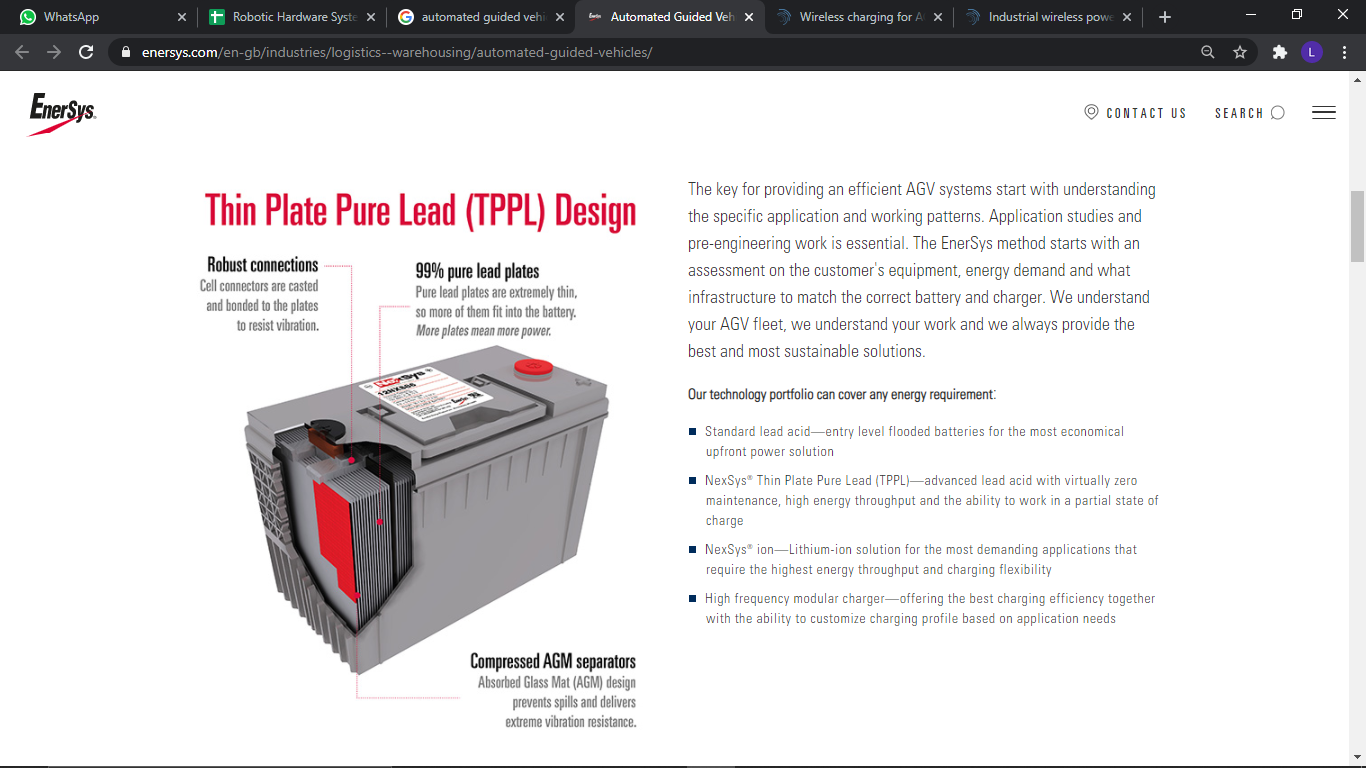 WhatsApp
Robotic Hardware Syste
automated guided vehi
Automated Guided Veh
Wireless charging for A
Industrial wireless powe
enersys.com/en-gb/industries/logistics--warehousing/automated-guided-vehicles/
L
EnerSys
CONTACT US
SEARCH
Thin Plate Pure Lead (TPPL) Design
Robust connections
Cell connectors are casted
and bonded to the plates
to resist vibration.
99% pure lead plates
Pure lead plates are extremely thin,
so more of them fit into the battery.
More plates mean more power.
NexSys
12NXS86
Compressed AGM separators
Absorbed Glass Mat (AGM) design
prevents spills and delivers
extreme vibration resistance.
The key for providing an efficient AGV systems start with understanding
the specific application and working patterns. Application studies and
pre-engineering work is essential. The EnerSys method starts with an
assessment on the customer's equipment, energy demand and what
infrastructure to match the correct battery and charger. We understand
your AGV fleet, we understand your work and we always provide the
best and most sustainable solutions.
Our technology portfolio can cover any energy requirement:
Standard lead acid—entry level flooded batteries for the most economical
upfront power solution
NexSys® Thin Plate Pure Lead (TPPL)—advanced lead acid with virtually zero
maintenance, high energy throughput and the ability to work in a partial state of
charge
NexSys® ion—Lithium-ion solution for the most demanding applications that
require the highest energy throughput and charging flexibility
High frequency modular charger—offering the best charging efficiency together
with the ability to customize charging profile based on application needs